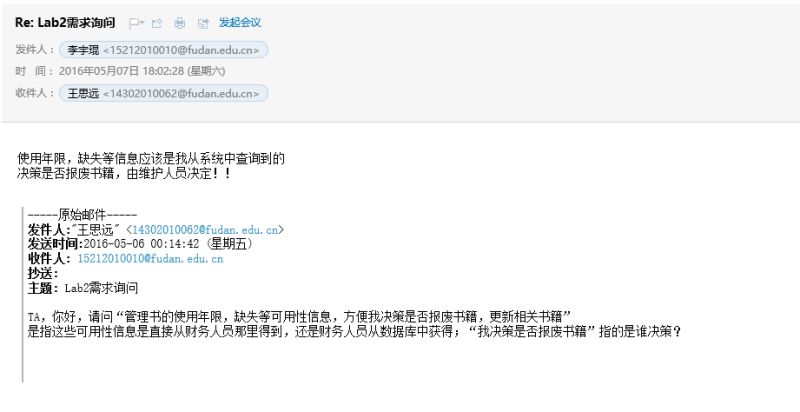 Re: Lab2需求询问 发起会议
发件人: 李宇琨 <15212010010@fudan.edu.cn>
时 间: 2016年05月07日 18:02:28 (星期六)
收件人: 王思远 <14302010062@fudan.edu.cn>
使用年限，缺失等信息应该是我从系统中查询到的
决策是否报废书籍，由维护人员决定！！
-----原始邮件-----
发件人:"王思远" <14302010062@fudan.edu.cn>
发送时间:2016-05-06 00:14:42 (星期五)
收件人: 15212010010@fudan.edu.cn
抄送:
主题: Lab2需求询问
TA，你好，请问“管理书的使用年限，缺失等可用性信息，方便我决策是否报废书籍，更新相关书籍”
是指这些可用性信息是直接从财务人员那里得到，还是财务人员从数据库中获得；“我决策是否报废书籍”指的是谁决策？